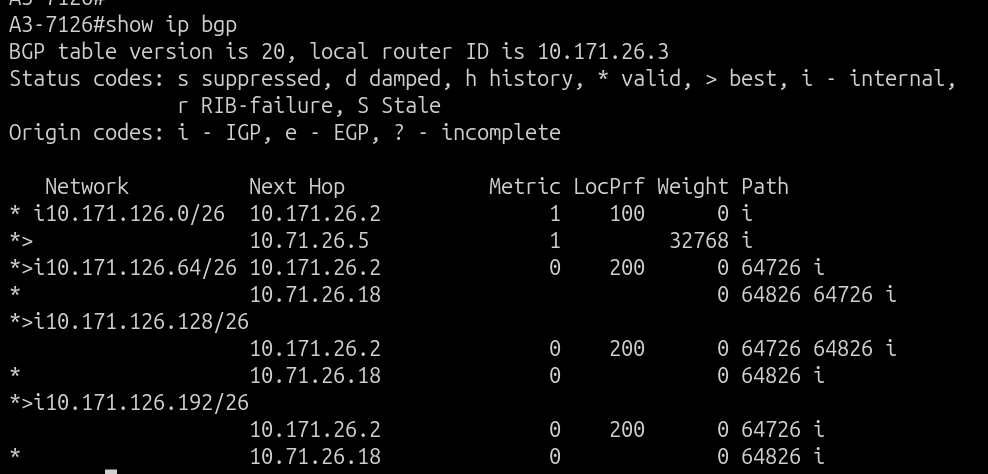 A3-7126#
A3-7126#show ip bgp
BGP table version is 20, local router ID is 10.171.26.3
Status codes: s suppressed, d damped, h history, * valid, > best, i - internal,
              r RIB-failure, S Stale
Origin codes: i - IGP, e - EGP, ? - incomplete

   Network          Next Hop            Metric LocPrf Weight Path
* i10.171.126.0/26  10.171.26.2              1    100      0 i
*>                  10.71.26.5               1         32768 i
*>i10.171.126.64/26 10.171.26.2              0    200      0 64726 i
*                   10.71.26.18                            0 64826 64726 i
*>i10.171.126.128/26
                    10.171.26.2              0    200      0 64726 64826 i
*                   10.71.26.18              0             0 64826 i
*>i10.171.126.192/26
                    10.171.26.2              0    200      0 64726 i
*                   10.71.26.18              0             0 64826 i